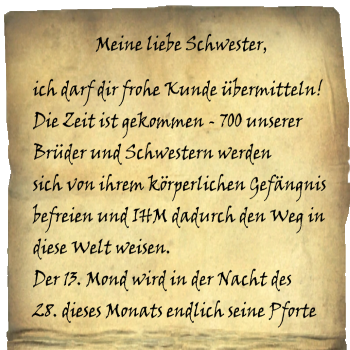 Meine liebe Schwester,
ich darf dir frohe Kunde übermitteln!
Die Zeit ist gekommen - 700 unserer
Brüder und Schwestern werden
sich von ihrem körperlichen Gefängnis
befreien und IHM dadurch den Weg in
diese Welt weisen.
Der 13. Mond wird in der Nacht des
28. dieses Monats endlich seine Pforte